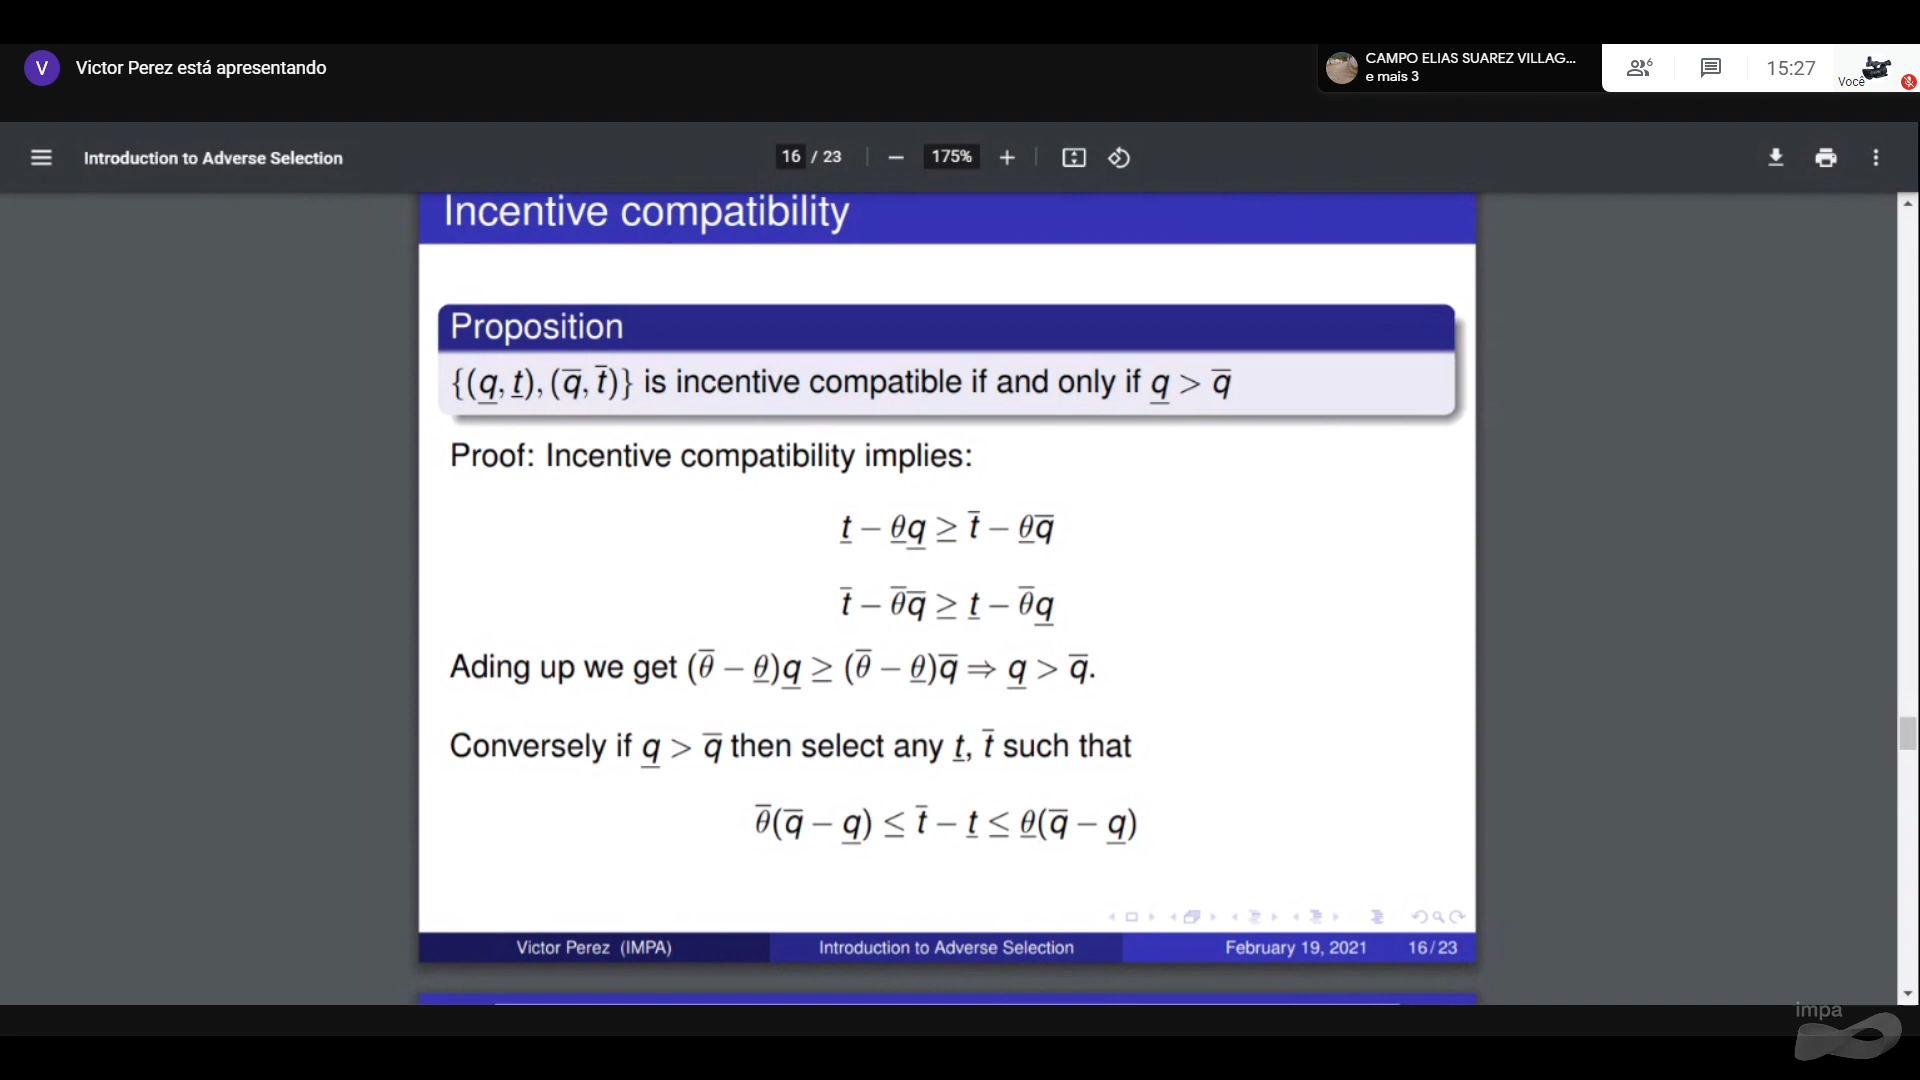 V
Victor Perez está apresentando
CAMPO ELIAS SUAREZ VILLAG...
e mais 3
6
15:27
Você
Introduction to Adverse Selection
16 / 23
175%
Incentive compatibility
Proposition
{(q̲, t̲), (q̅, t̅)} is incentive compatible if and only if q̲ > q̅
Proof: Incentive compatibility implies:
t̲ − θ̲q̲ ≥ t̅ − θ̲q̅
t̅ − θ̅q̅ ≥ t̲ − θ̅q̲
Ading up we get (θ̅ − θ̲)q̲ ≥ (θ̅ − θ̲)q̅ ⇒ q̲ > q̅.
Conversely if q̲ > q̅ then select any t̲, t̅ such that
θ̅(q̅ − q̲) ≤ t̅ − t̲ ≤ θ̲(q̅ − q̲)
Victor Perez (IMPA)
Introduction to Adverse Selection
February 19, 2021
16 / 23
impa